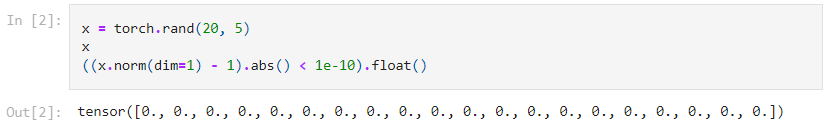 In [2]:
x = torch.rand(20, 5)
x
((x.norm(dim=1) - 1).abs() < 1e-10).float()
Out[2]: tensor([0., 0., 0., 0., 0., 0., 0., 0., 0., 0., 0., 0., 0., 0., 0., 0., 0., 0., 0., 0.])